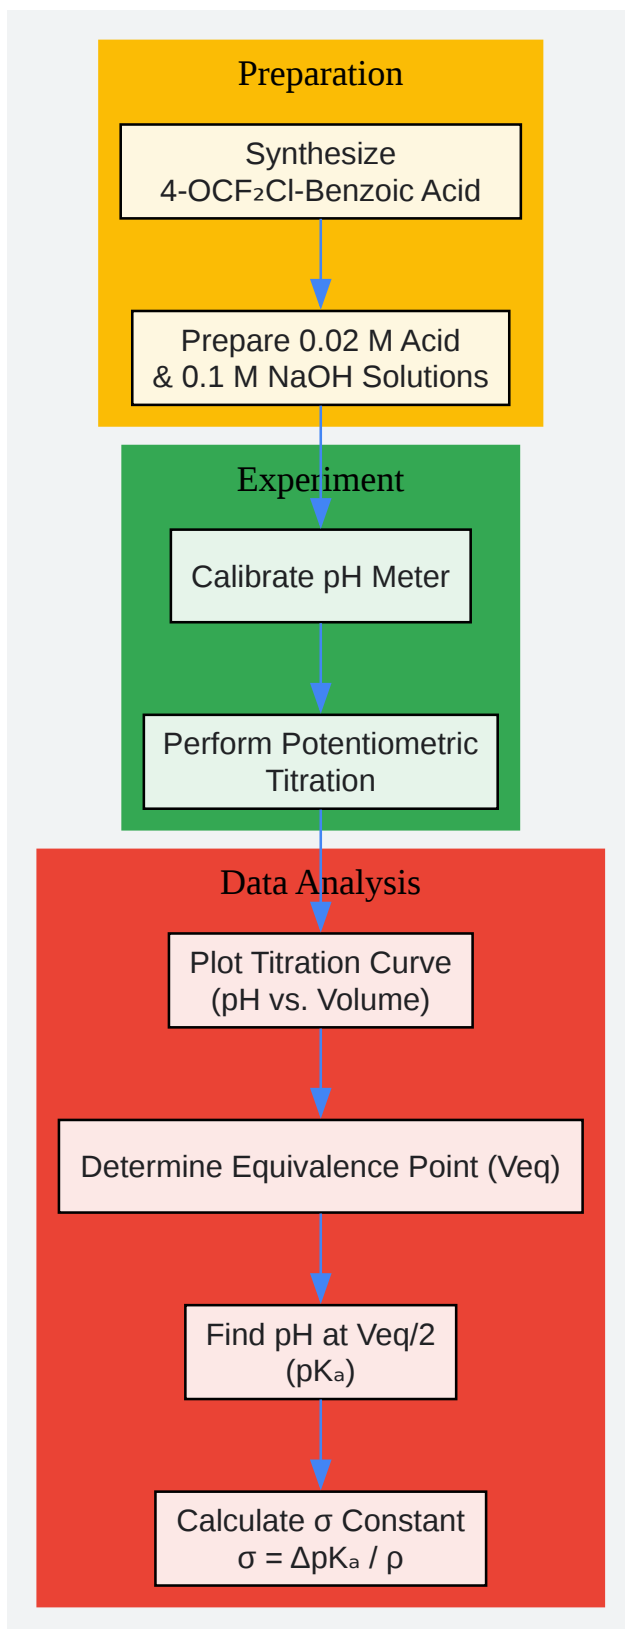 Preparation
Synthesize
4-OCF₂Cl-Benzoic Acid
Prepare 0.02 M Acid
& 0.1 M NaOH Solutions
Experiment
Calibrate pH Meter
Perform Potentiometric
Titration
Data Analysis
Plot Titration Curve
(pH vs. Volume)
Determine Equivalence Point (Veq)
Find pH at Veq/2
(pKₐ)
Calculate σ Constant
σ = ΔpKₐ / ρ